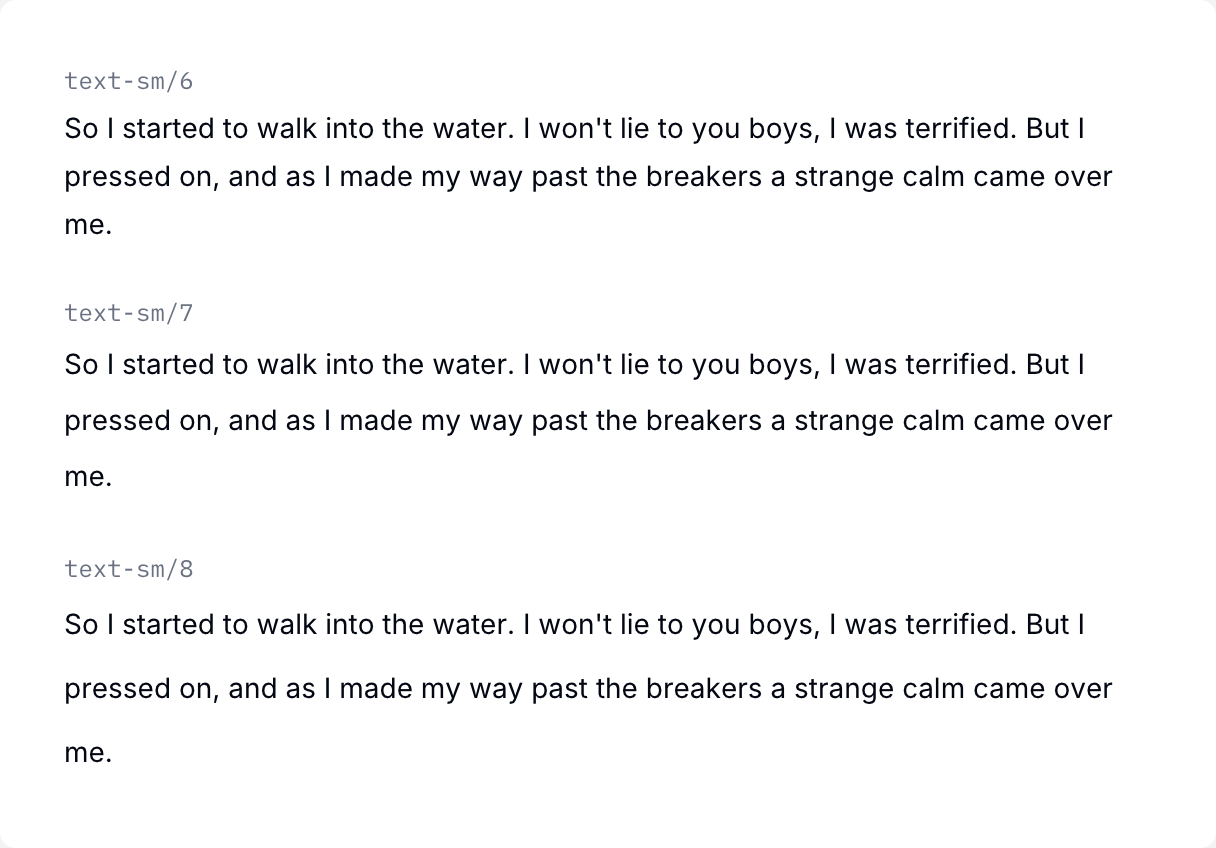 text-sm/6
So I started to walk into the water. I won't lie to you boys, I was terrified. But I
pressed on, and as I made my way past the breakers a strange calm came over
me.
text-sm/7
So I started to walk into the water. I won't lie to you boys, I was terrified. But I
pressed on, and as I made my way past the breakers a strange calm came over
me.
text-sm/8
So I started to walk into the water. I won't lie to you boys, I was terrified. But I
pressed on, and as I made my way past the breakers a strange calm came over
me.